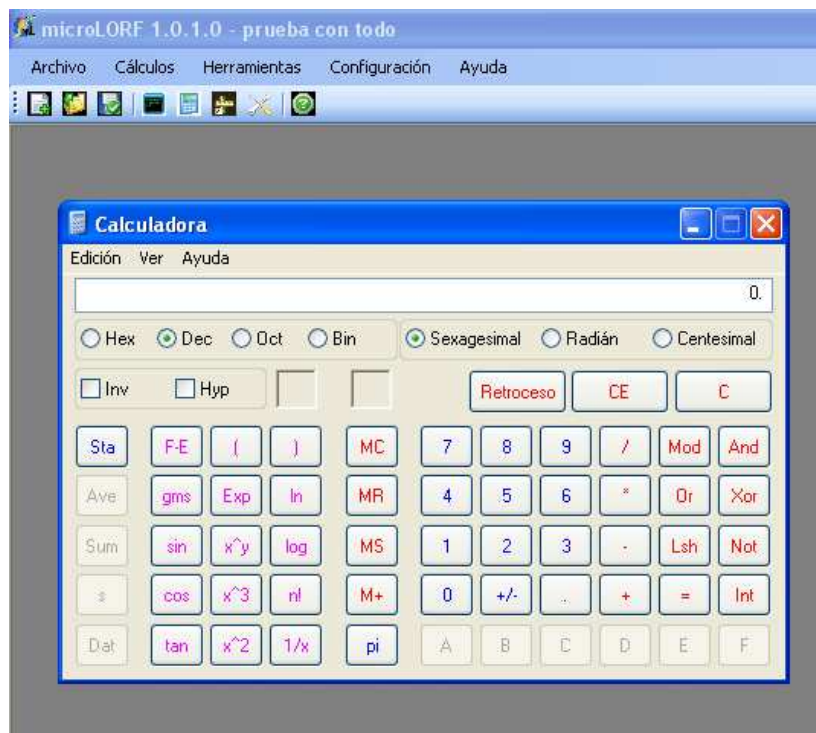 microLORF 1.0.1.0 - prueba con todo
Archivo Cálculos Herramientas Configuración Ayuda
Calculadora
Edición Ver Ayuda
0.
Hex Dec Oct Bin Sexagesimal Radián Centesimal
Inv Hyp Retroceso CE C
Sta F-E ( ) MC 7 8 9 / Mod And
Ave gms Exp ln MR 4 5 6 * Or Xor
Sum sin x^y log MS 1 2 3 - Lsh Not
s cos x^3 n! M+ 0 +/- . + = Int
Dat tan x^2 1/x pi A B C D E F